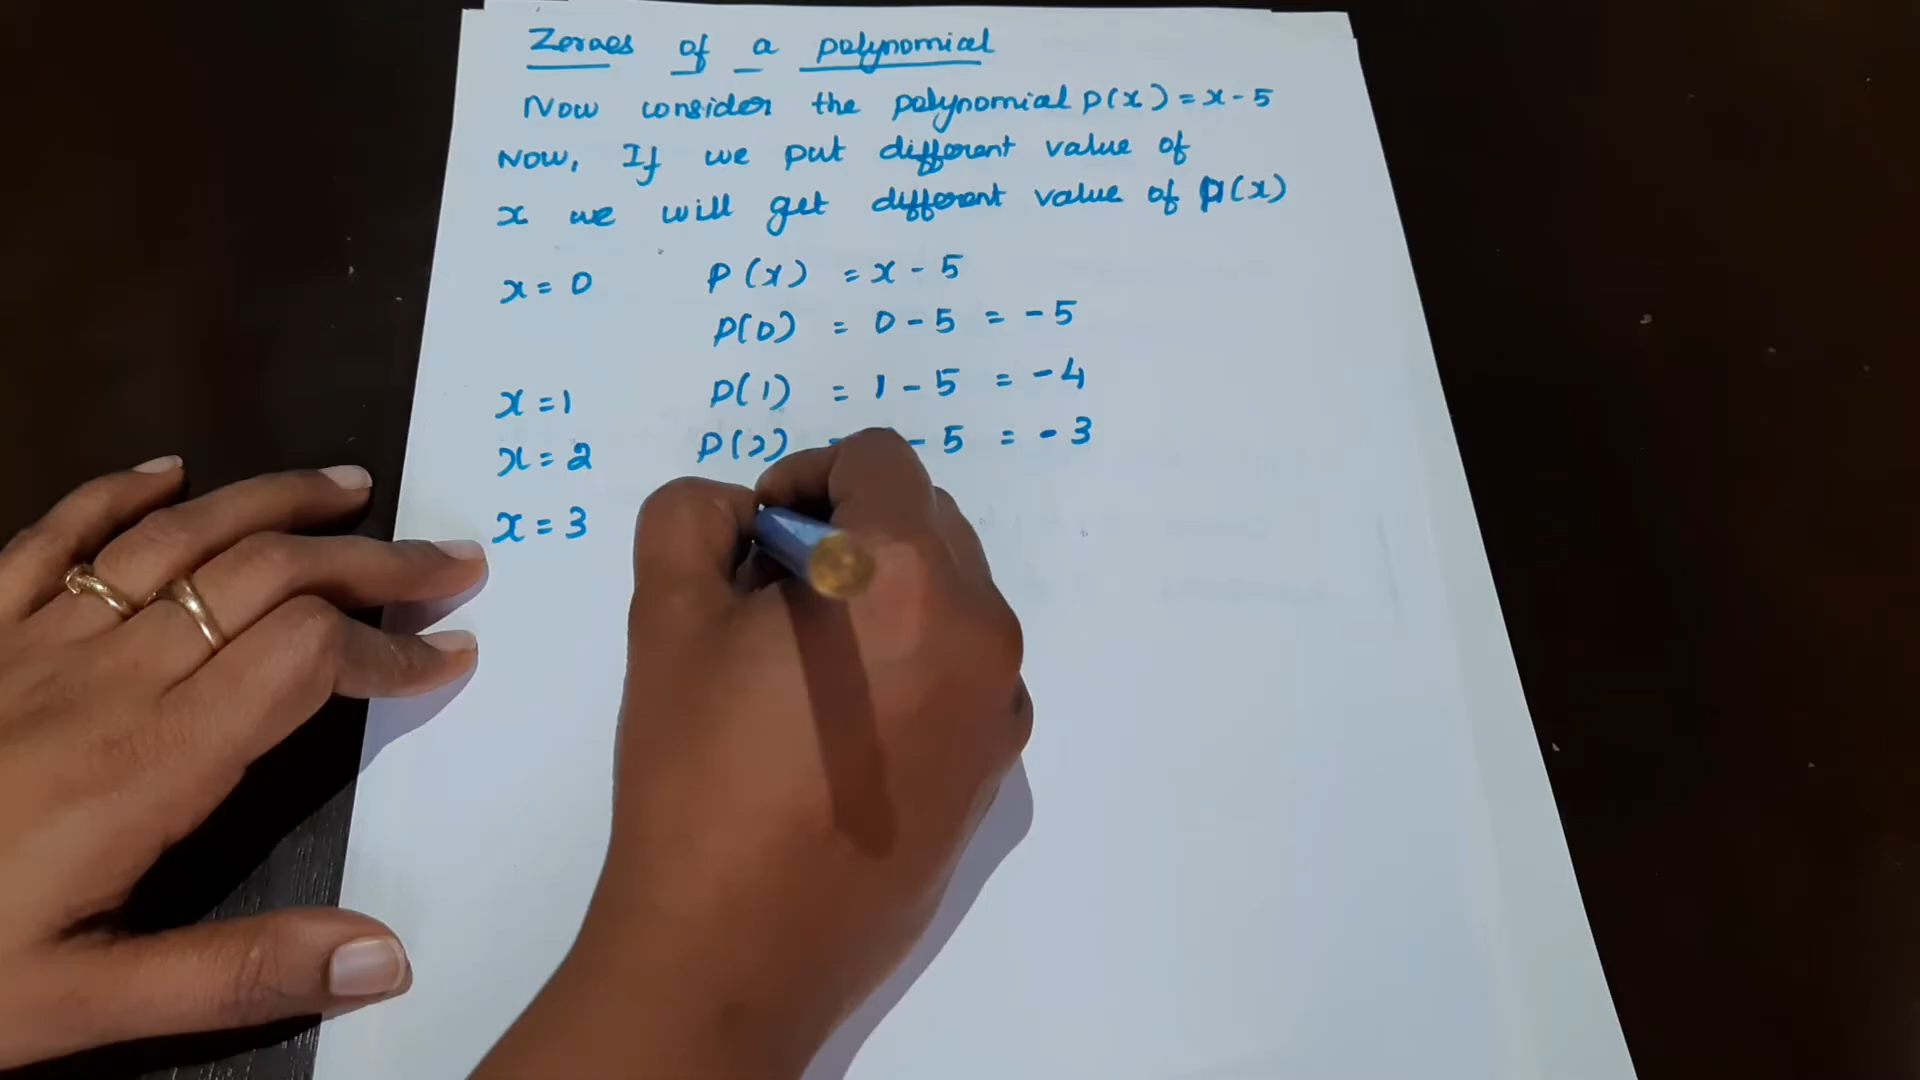 Zeroes of a polynomial
Now consider the polynomial p(x) = x - 5
Now, If we put different value of
x we will get different value of p(x)
x = 0 P(x) = x - 5
P(0) = 0 - 5 = -5
x = 1 P(1) = 1 - 5 = -4
x = 2 P(2) = - 5 = -3
x = 3